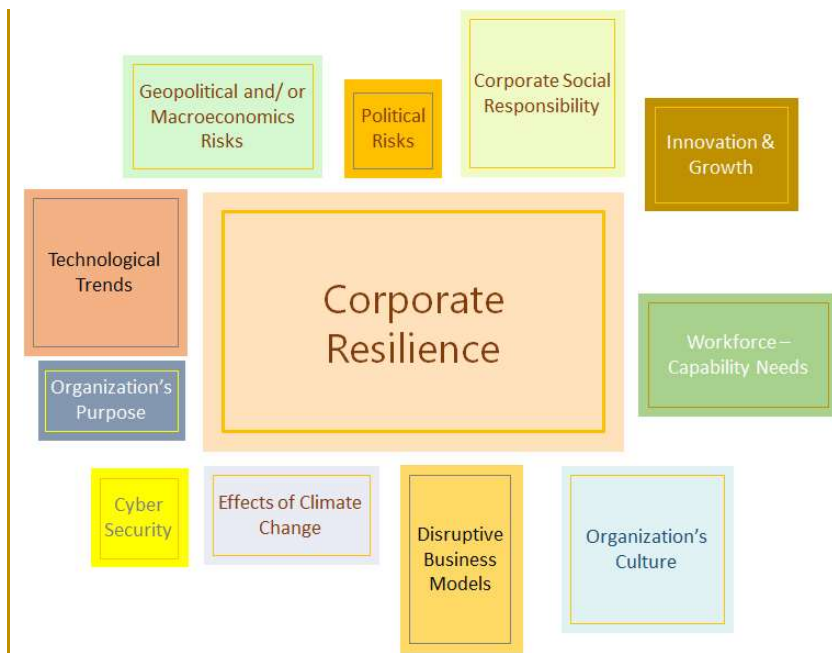 Geopolitical and/ or
Macroeconomics
Risks
Political
Risks
Corporate Social
Responsibility
Innovation &
Growth
Technological
Trends
Corporate
Resilience
Workforce –
Capability Needs
Organization's
Purpose
Cyber
Security
Effects of Climate
Change
Disruptive
Business
Models
Organization's
Culture